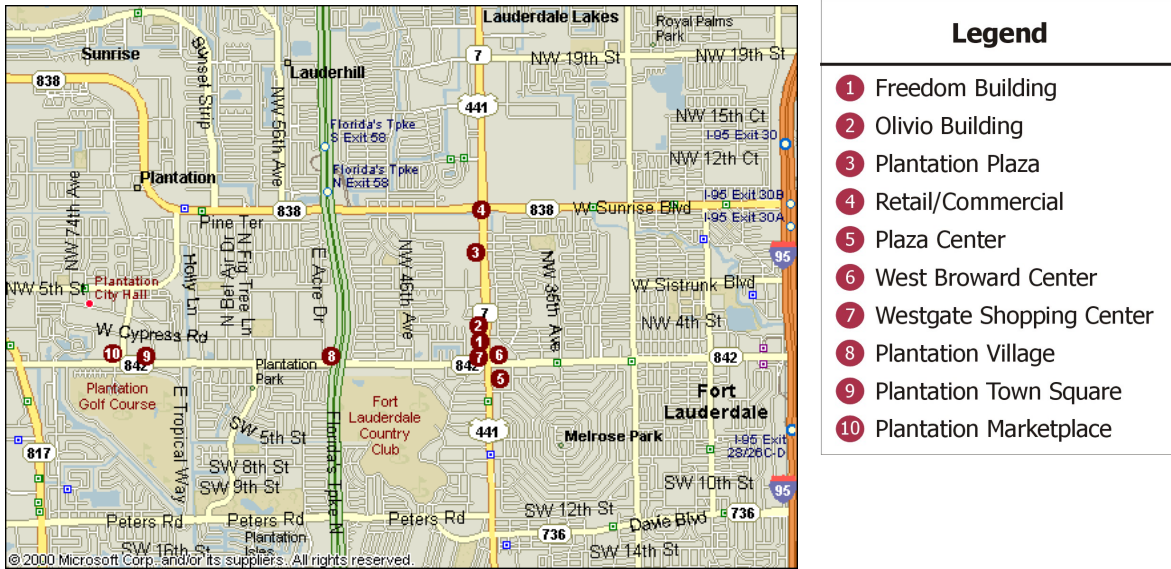 Lauderdale Lakes
Royal Palms
Park
Sunrise
7
NW 19th St
NW 19th St
Sunset Strip
Lauderhill
838
NW 56th Ave
441
NW 15th Ct
Florida's Tpke
S Exit 58
I-95 Exit 30
NW 12th Ct
Florida's Tpke
N Exit 58
Plantation
NW 74th Ave
I-95 Exit 30B
838
4
838
W Sunrise Blvd
I-95 Exit 30A
Pine Ter
N Fig Tree Ln
N Bel Air Dr
Holly Ln
E Acre Dr
NW 46th Ave
3
NW 35th Ave
95
Plantation
City Hall
NW 5th St
W Sistrunk Blvd
7
2
NW 4th St
W Cypress Rd
1
10
9
8
7
6
842
842
842
Plantation
Park
5
Plantation
Golf Course
E Tropical Way
Fort
Lauderdale
Country
Club
Fort
Lauderdale
SW 5th St
441
Melrose Park
I-95 Exit
28/26C-D
817
Florida's Tpke N
SW 8th St
SW 9th St
SW 10th St
95
Peters Rd
Peters Rd
Peters Rd
SW 12th St
Davie Blvd
736
736
Plantation
Isles
SW 16th St
SW 14th St
© 2000 Microsoft Corp. and/or its suppliers. All rights reserved.
Legend
1 Freedom Building
2 Olivio Building
3 Plantation Plaza
4 Retail/Commercial
5 Plaza Center
6 West Broward Center
7 Westgate Shopping Center
8 Plantation Village
9 Plantation Town Square
10 Plantation Marketplace